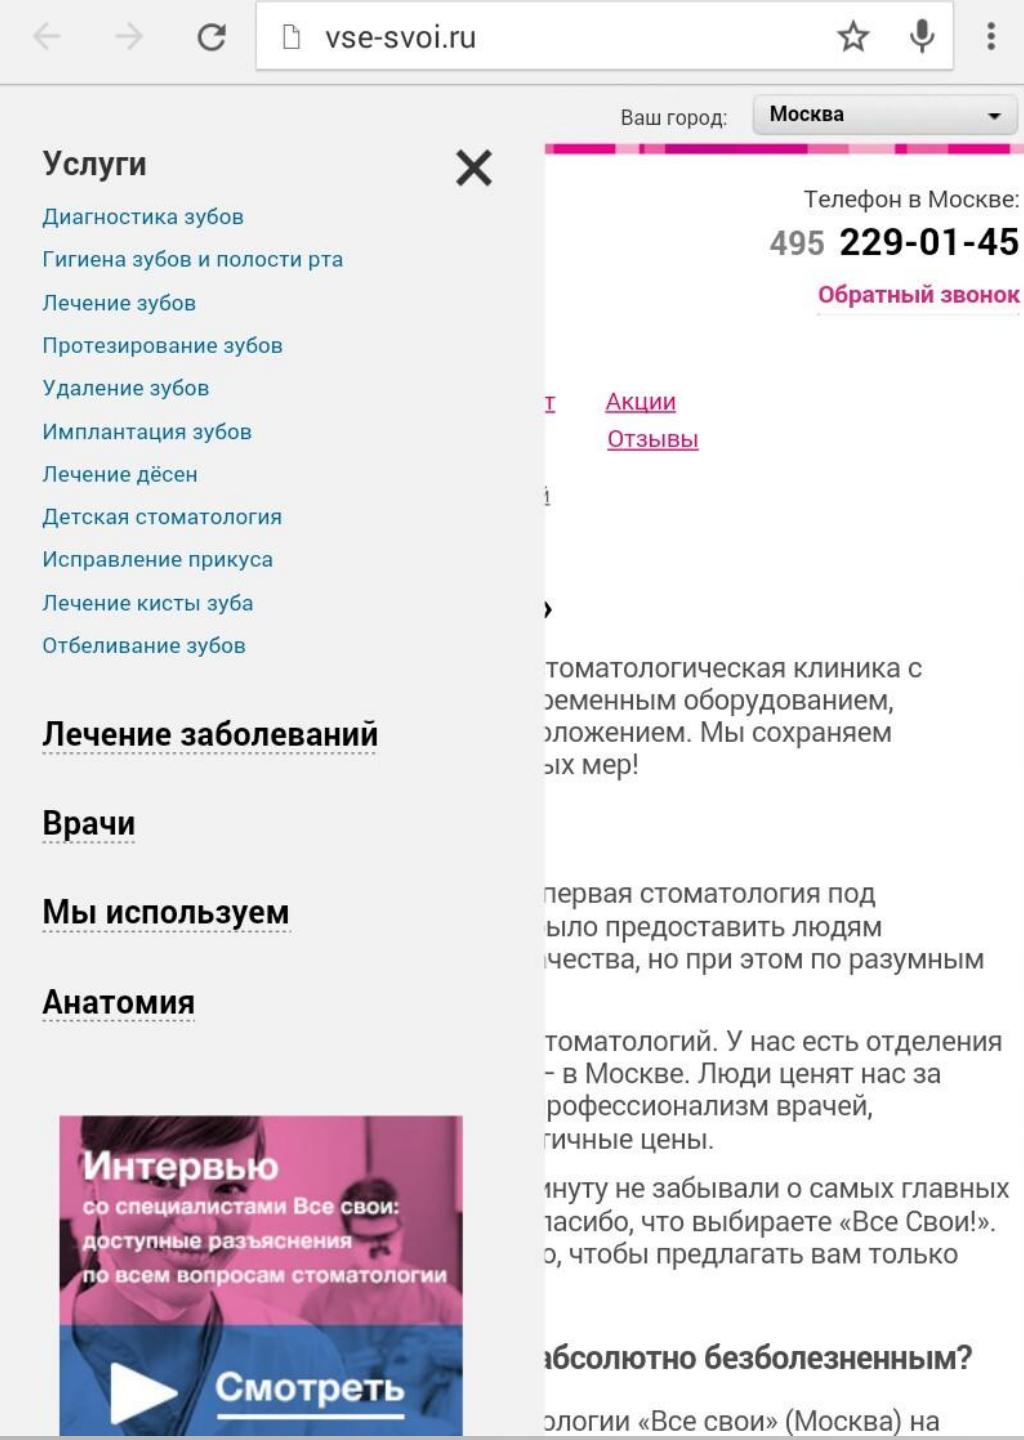 vse-svoi.ru
Ваш город: Москва
Услуги
Диагностика зубов
Гигиена зубов и полости рта
Лечение зубов
Протезирование зубов
Удаление зубов
Имплантация зубов
Лечение дёсен
Детская стоматология
Исправление прикуса
Лечение кисты зуба
Отбеливание зубов
Лечение заболеваний
Врачи
Мы используем
Анатомия
Интервью
со специалистами Все свои:
доступные разъяснения
по всем вопросам стоматологии
Смотреть
Телефон в Москве:
495 229-01-45
Обратный звонок
т Акции
Отзывы
й
»
томатологическая клиника с
ременным оборудованием,
оложением. Мы сохраняем
ых мер!
первая стоматология под
ыло предоставить людям
чества, но при этом по разумным
томатологий. У нас есть отделения
- в Москве. Люди ценят нас за
рофессионализм врачей,
тичные цены.
инуту не забывали о самых главных
пасибо, что выбираете «Все Свои!».
о, чтобы предлагать вам только
абсолютно безболезненным?
ологии «Все свои» (Москва) на